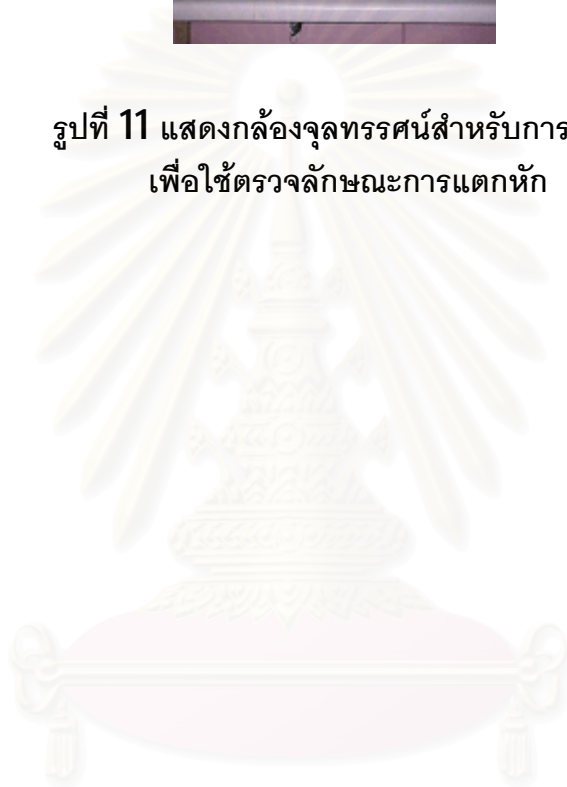 รูปที่ 11 แสดงกล้องจุลทรรศน์สำหรับการ
เพื่อใช้ตรวจลักษณะการแตกหัก